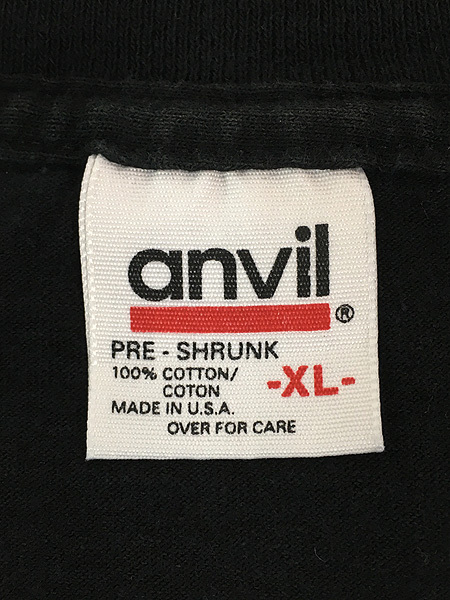 anvil
®
PRE - SHRUNK
100% COTTON/
COTON
-XL-
MADE IN U.S.A.
OVER FOR CARE